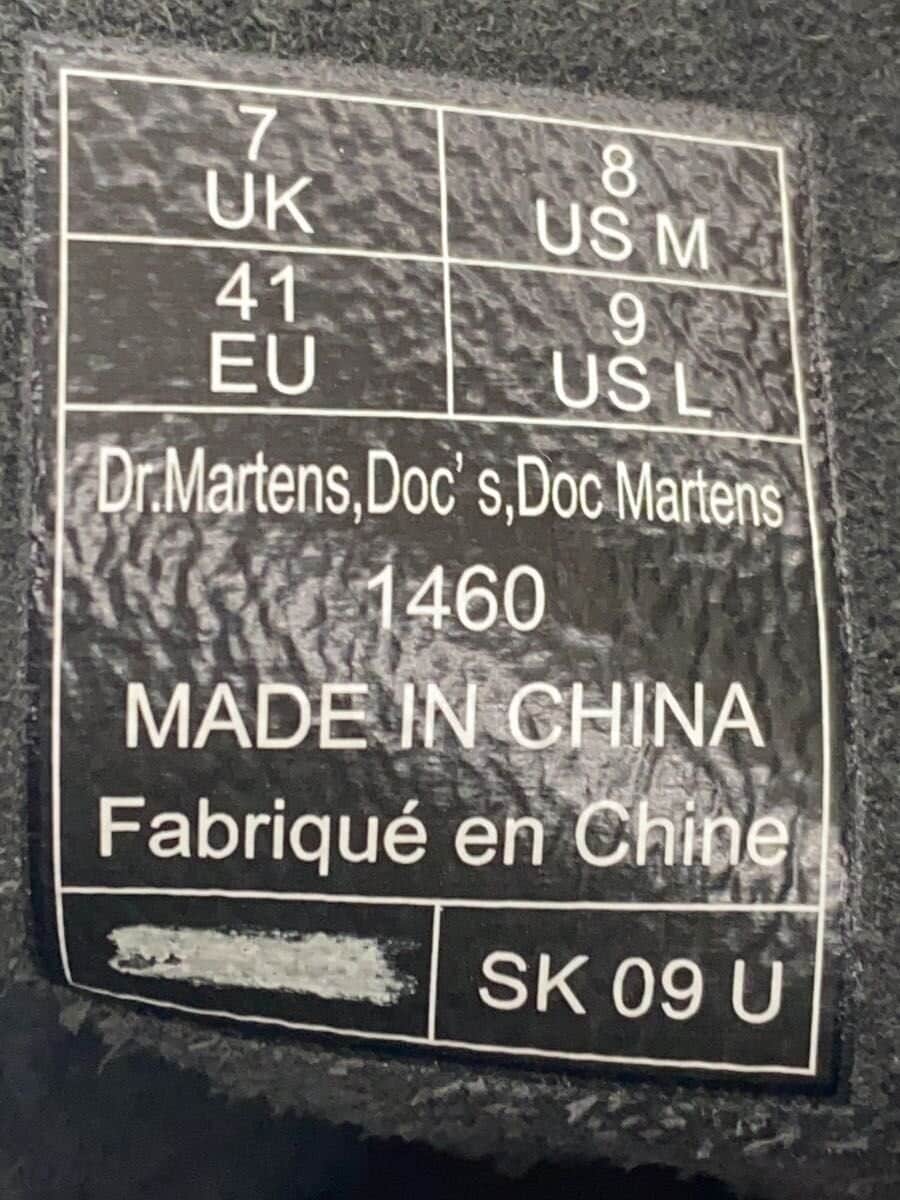 7
UK
8
US M
41
EU
9
US L
Dr.Martens,Doc's,Doc Martens
1460
MADE IN CHINA
Fabriqué en Chine
SK 09 U